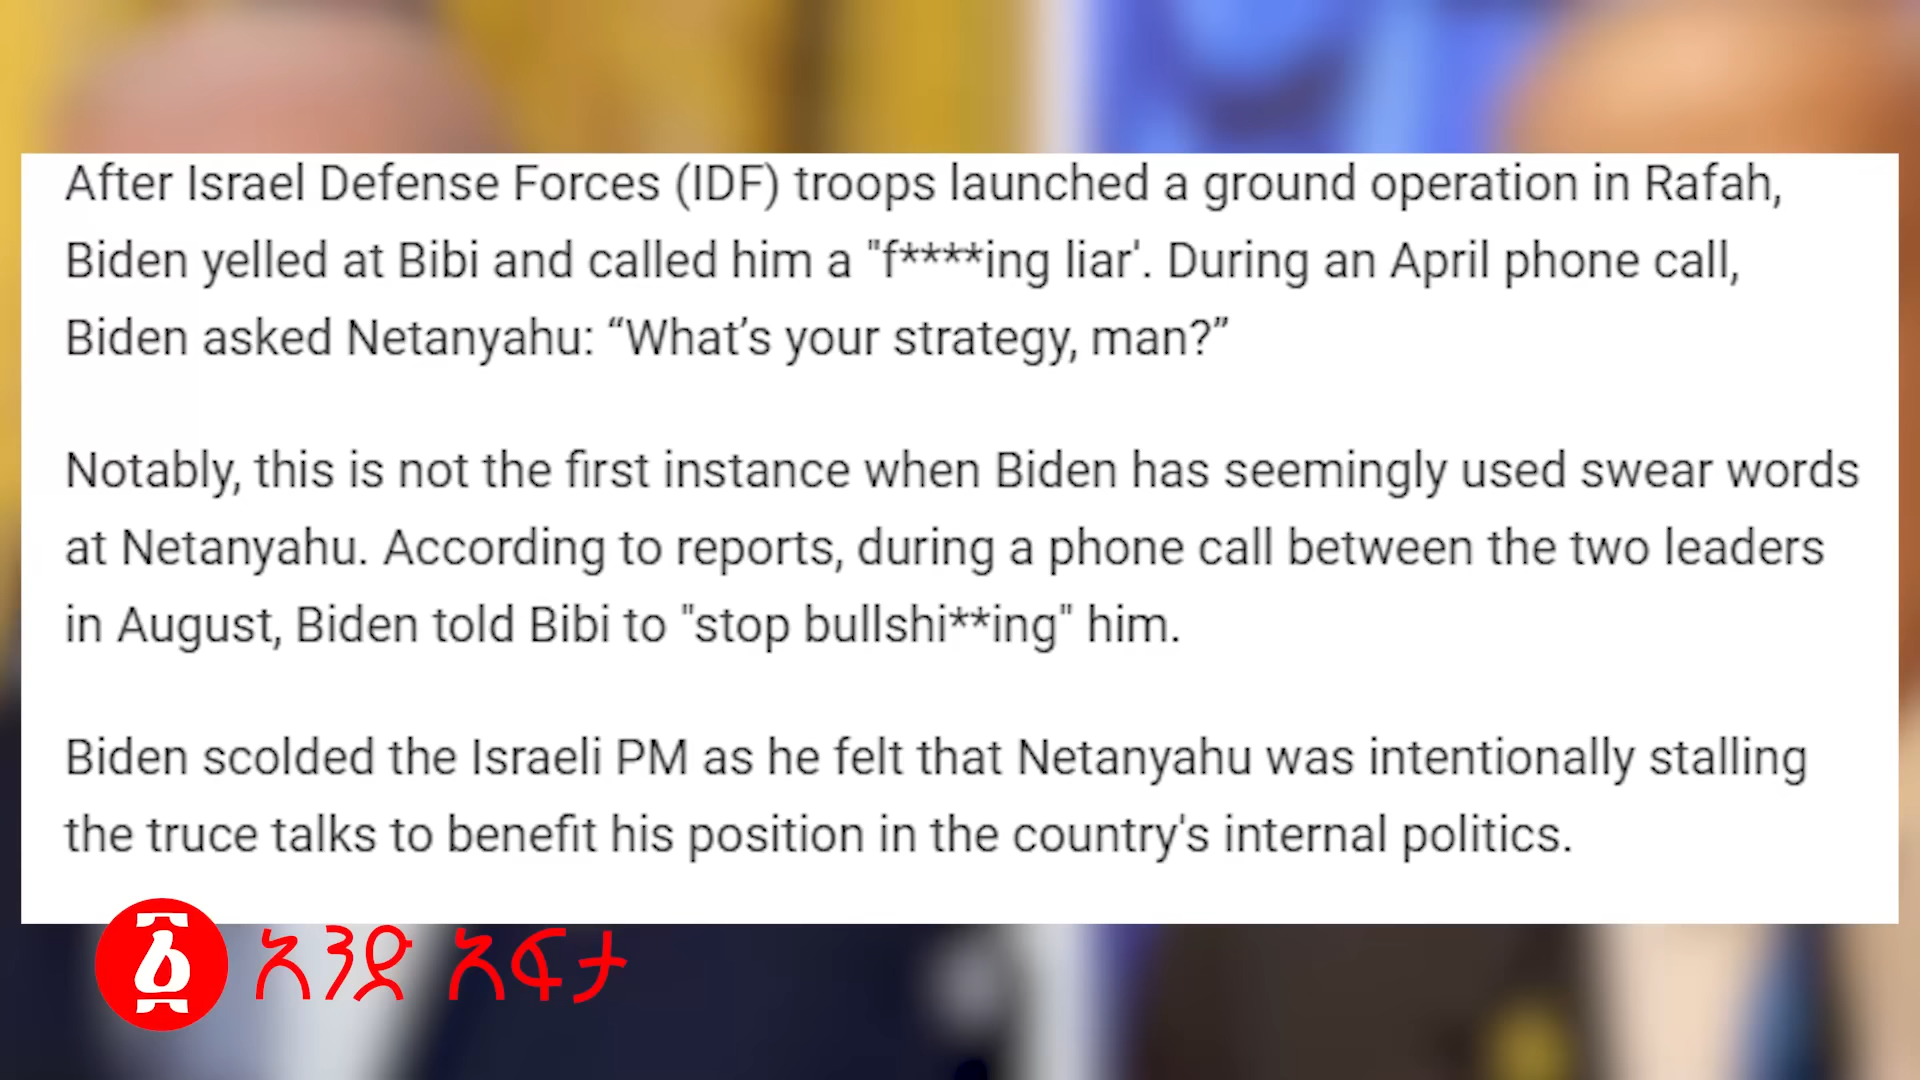 After Israel Defense Forces (IDF) troops launched a ground operation in Rafah,
Biden yelled at Bibi and called him a "f****ing liar'. During an April phone call,
Biden asked Netanyahu: “What’s your strategy, man?”
Notably, this is not the first instance when Biden has seemingly used swear words
at Netanyahu. According to reports, during a phone call between the two leaders
in August, Biden told Bibi to "stop bullshi**ing" him.
Biden scolded the Israeli PM as he felt that Netanyahu was intentionally stalling
the truce talks to benefit his position in the country's internal politics.
አንድ አፍታ